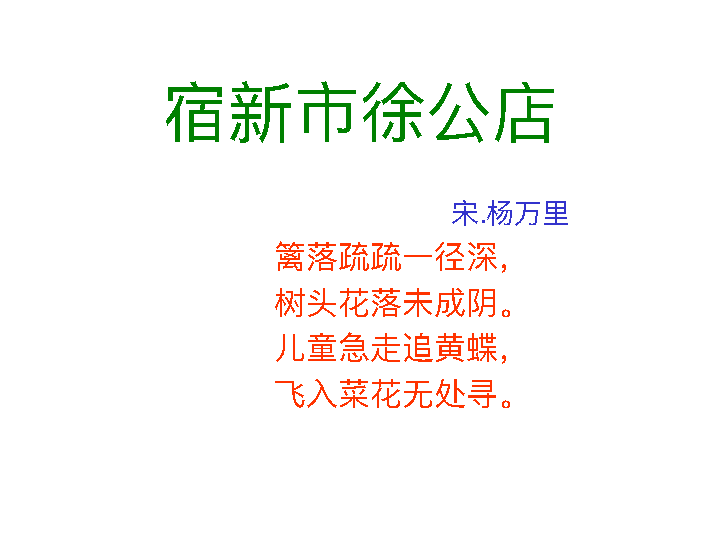 宿新市徐公店
宋.杨万里
篱落疏疏一径深，
树头花落未成阴。
儿童急走追黄蝶，
飞入菜花无处寻。